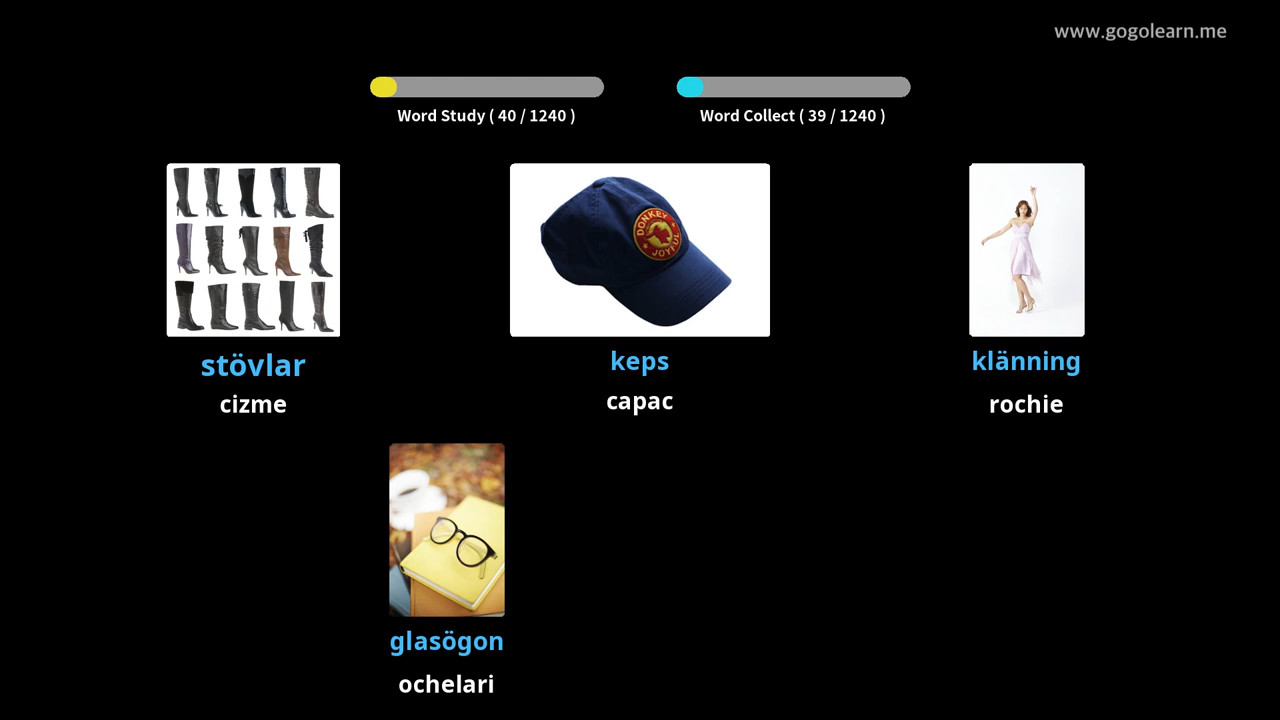 www.gogolearn.me
Word Study ( 40 / 1240 )
Word Collect ( 39 / 1240 )
DONKEY
JOYFUL
stövlar
keps
klänning
cizme
capac
rochie
glasögon
ochelari